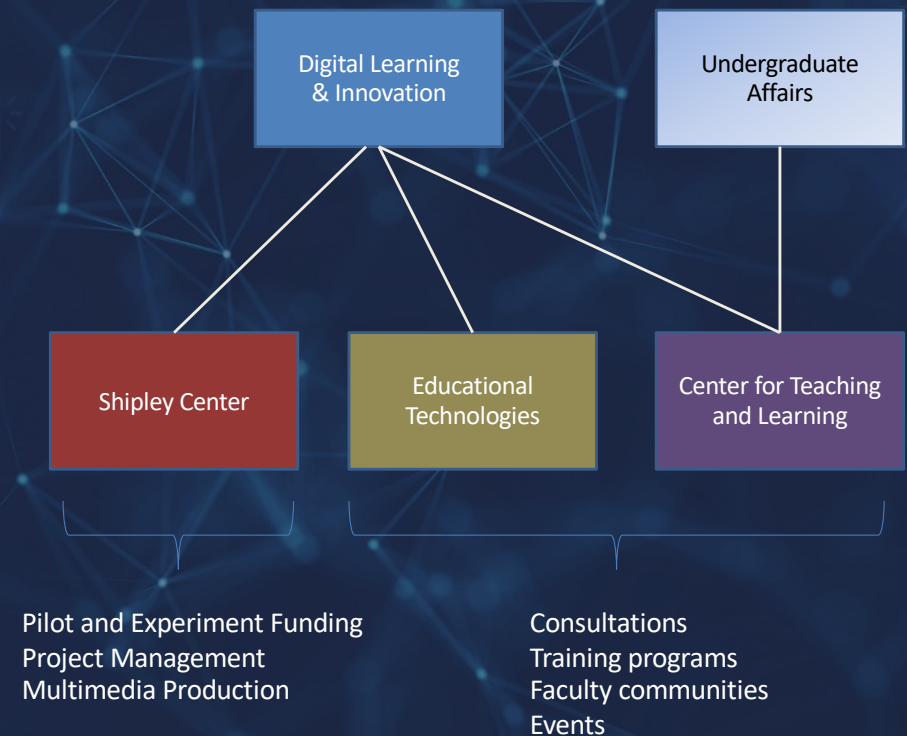 Digital Learning
& Innovation
Undergraduate
Affairs
Shipley Center
Educational
Technologies
Center for Teaching
and Learning
Pilot and Experiment Funding
Project Management
Multimedia Production
Consultations
Training programs
Faculty communities
Events